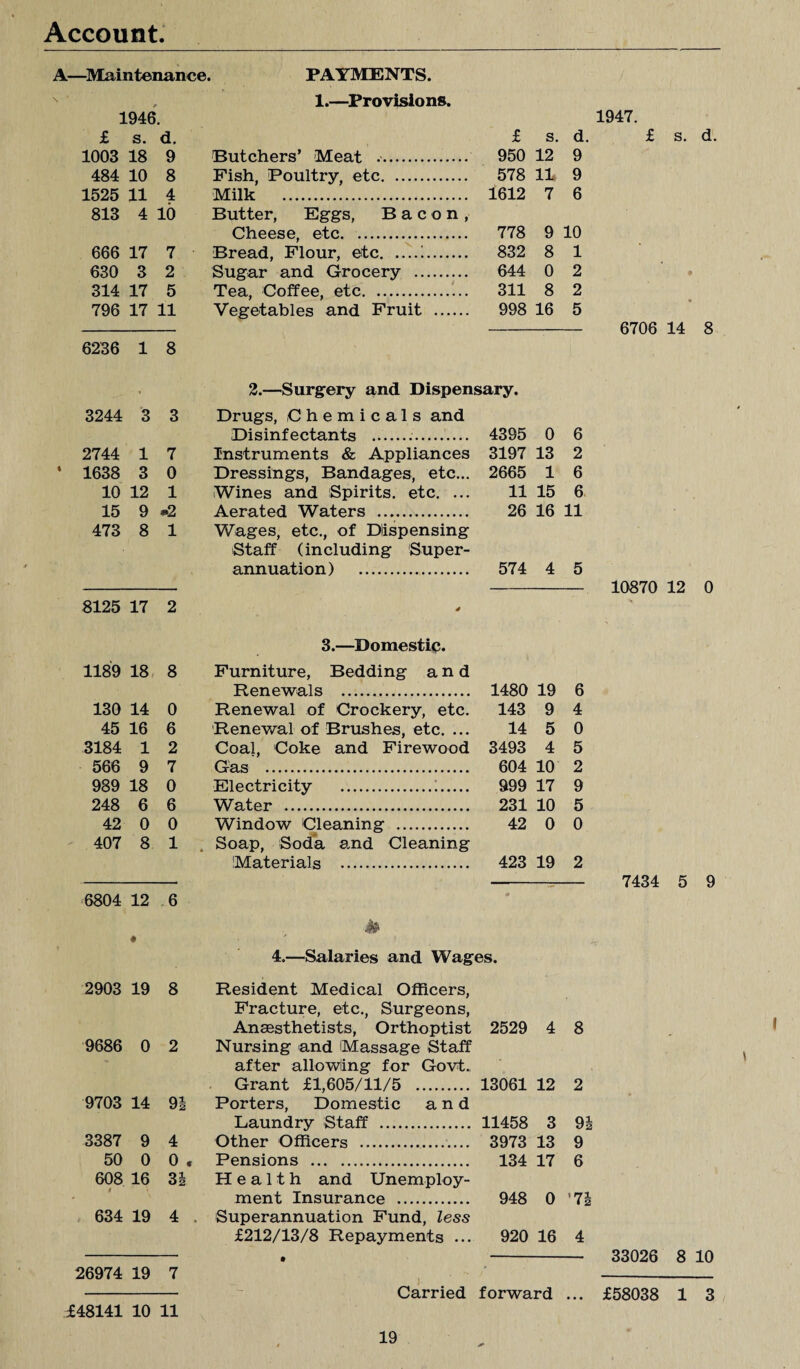 Account.
A—Maintenance. PAYMENTS.
1.—Provisions.
1946. 1947.
£ s. d. £ s. d. £ s. d.
1003 18 9 Butchers' Meat ................ 950 12 9
484 10 8 Fish, Poultry, etc. ............ 578 11 9
1525 11 4 Milk .............................. 1612 7 6
813 4 10 Butter, Eggs, Bacon,
Cheese, etc. .................. 778 9 10
666 17 7 Bread, Flour, etc. ............ 832 8 1
630 3 2 Sugar and Grocery ......... 644 0 2
314 17 5 Tea, Coffee, etc. ............... 311 8 2
796 17 11 Vegetables and Fruit ...... 998 16 5
6706 14 8
6236 1 8
2.—Surgery and Dispensary.
3244 3 3 Drugs, Chemicals and
Disinfectants .................. 4395 0 6
2744 1 7 Instruments & Appliances 3197 13 2
1638 3 0 Dressings, Bandages, etc... 2665 1 6
10 12 1 Wines and Spirits. etc. ... 11 15 6
15 9 2 Aerated Waters ............... 26 16 11
473 8 1 Wages, etc., of Dispensing
Staff (including Super-
annuation) .................. 574 4 5
10870 12 0
8125 17 2
3.—Domestic.
1189 18 8 Furniture, Bedding and
Renewals ..................... 1480 19 6
130 14 0 Renewal of Crockery, etc. 143 9 4
45 16 6 Renewal of Brushes, etc. ... 14 5 0
3184 1 2 Coal, Coke and Firewood 3493 4 5
566 9 7 Gas .............................. 604 10 2
989 18 0 Electricity ..................... 999 17 9
248 6 6 Water ........................... 231 10 5
42 0 0 Window Cleaning ............ 42 0 0
407 8 1 Soap, Soda and Cleaning
Materials ..................... 423 19 2
7434 5 9
6804 12 6
4.—Salaries and Wages.
2903 19 8 Resident Medical Officers,
Fracture, etc., Surgeons,
Anæsthetists, Orthoptist 2529 4 8
9686 0 2 Nursing and Massage Staff
after allowing for Govt.
Grant £1,605/11/5 ......... 13061 12 2
9703 14 9½ Porters, Domestic and
Laundry Staff ............... 11458 3 9½
3387 9 4 Other Officers .................. 3973 13 9
50 0 0 Pensions ... ..................... 134 17 6
608 16 3½ Health and Unemploy-
ment Insurance ............ 948 0 7½
634 19 4 Superannuation Fund, less
£212/13/8 Repayments ... 920 16 4
33026 8 10
26974 19 7
Carried forward ... £58038 1 3
£48141 10 11
19